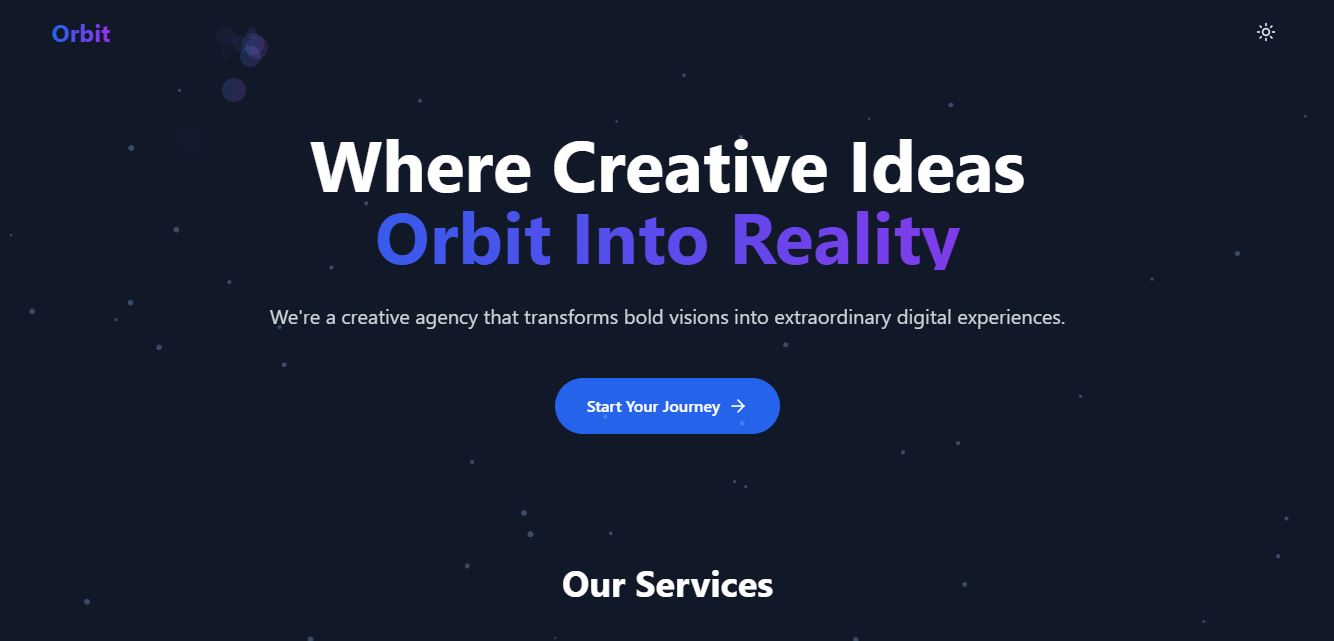 Orbit
Where Creative Ideas
Orbit Into Reality
We're a creative agency that transforms bold visions into extraordinary digital experiences.
Start Your Journey
Our Services